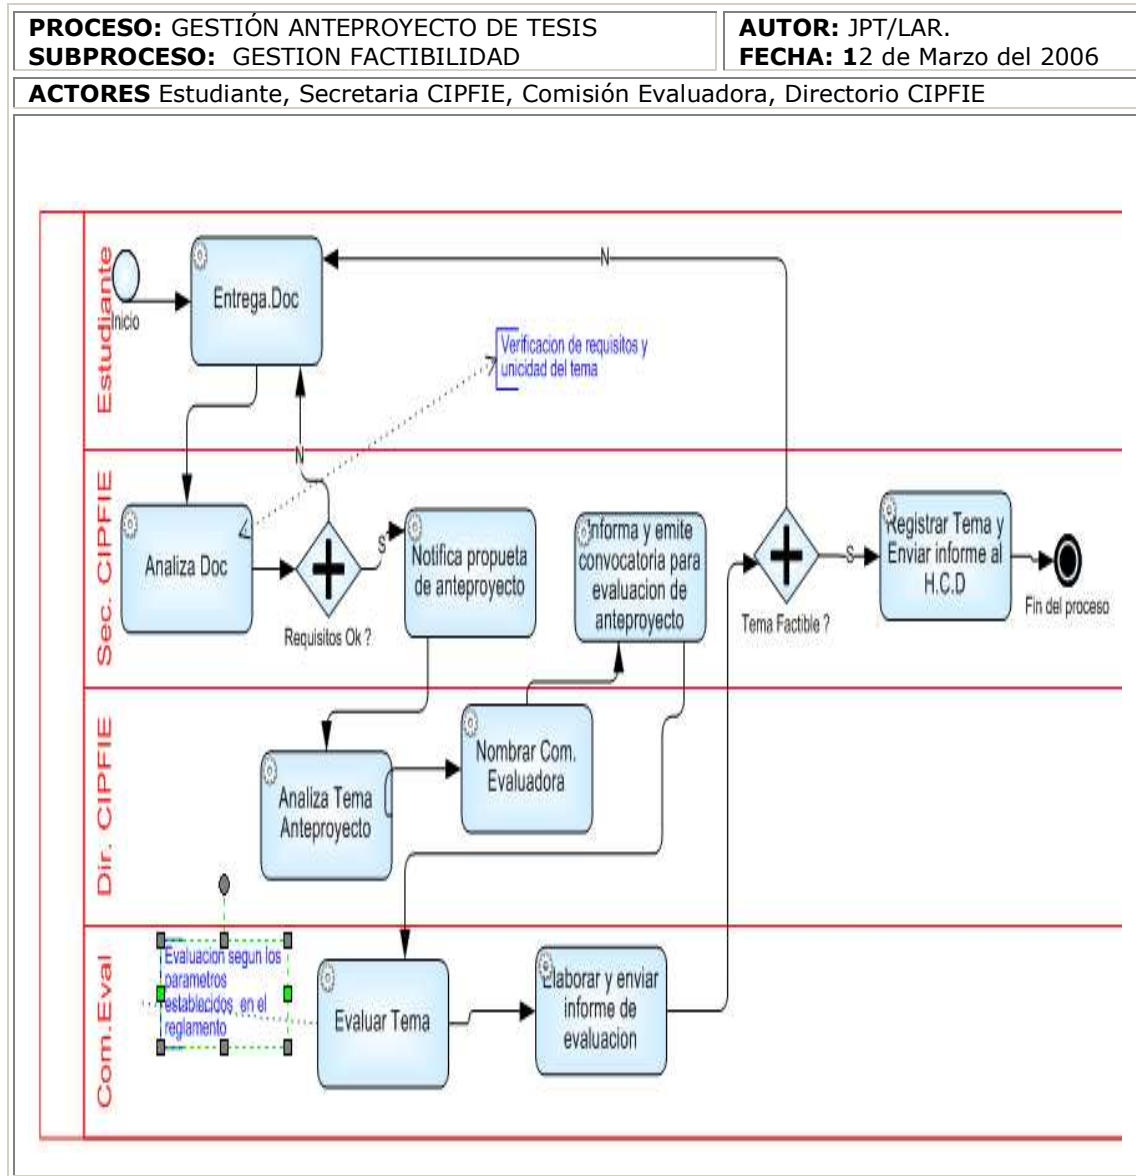 PROCESO: GESTIÓN ANTEPROYECTO DE TESIS
SUBPROCESO: GESTION FACTIBILIDAD
AUTOR: JPT/LAR.
FECHA: 12 de Marzo del 2006
ACTORES Estudiante, Secretaria CIPFIE, Comisión Evaluadora, Directorio CIPFIE
Estudiante
Inicio
Entrega.Doc
N
Verificacion de requisitos y
unicidad del tema
Sec. CIPFIE
N
Analiza Doc
Requisitos Ok ?
S
Notifica propueta
de anteproyecto
Informa y emite
convocatoria para
evaluacion de
anteproyecto
Tema Factible ?
S
Registrar Tema y
Enviar informe al
H.C.D
Fin del proceso
Dir. CIPFIE
Analiza Tema
Anteproyecto
Nombrar Com.
Evaluadora
Com.Eval
Evaluacion segun los
parametros
establecidos en el
reglamento
Evaluar Tema
Elaborar y enviar
informe de
evaluacion